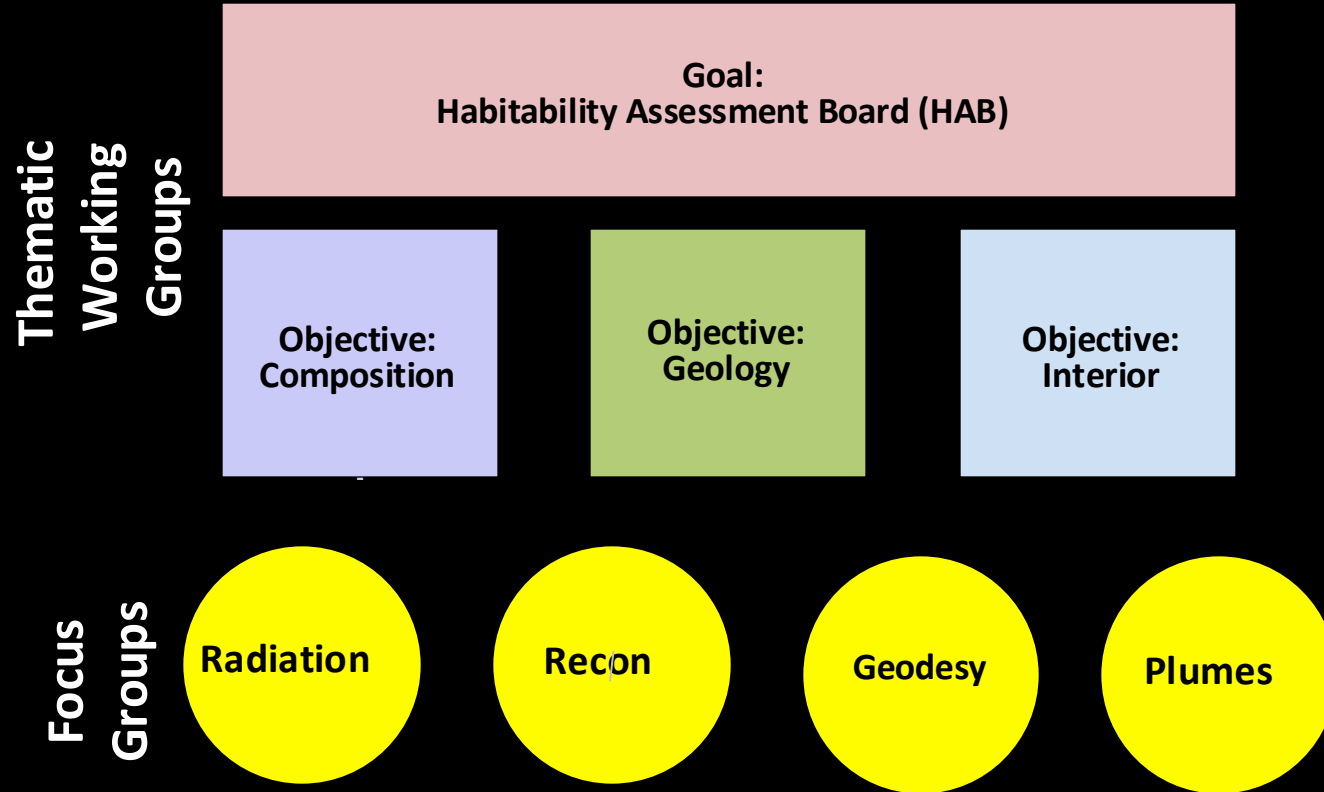 Thematic
Working
Groups
Goal:
Habitability Assessment Board (HAB)
Objective:
Composition
Objective:
Geology
Objective:
Interior
Focus
Groups
Radiation
Recon
Geodesy
Plumes